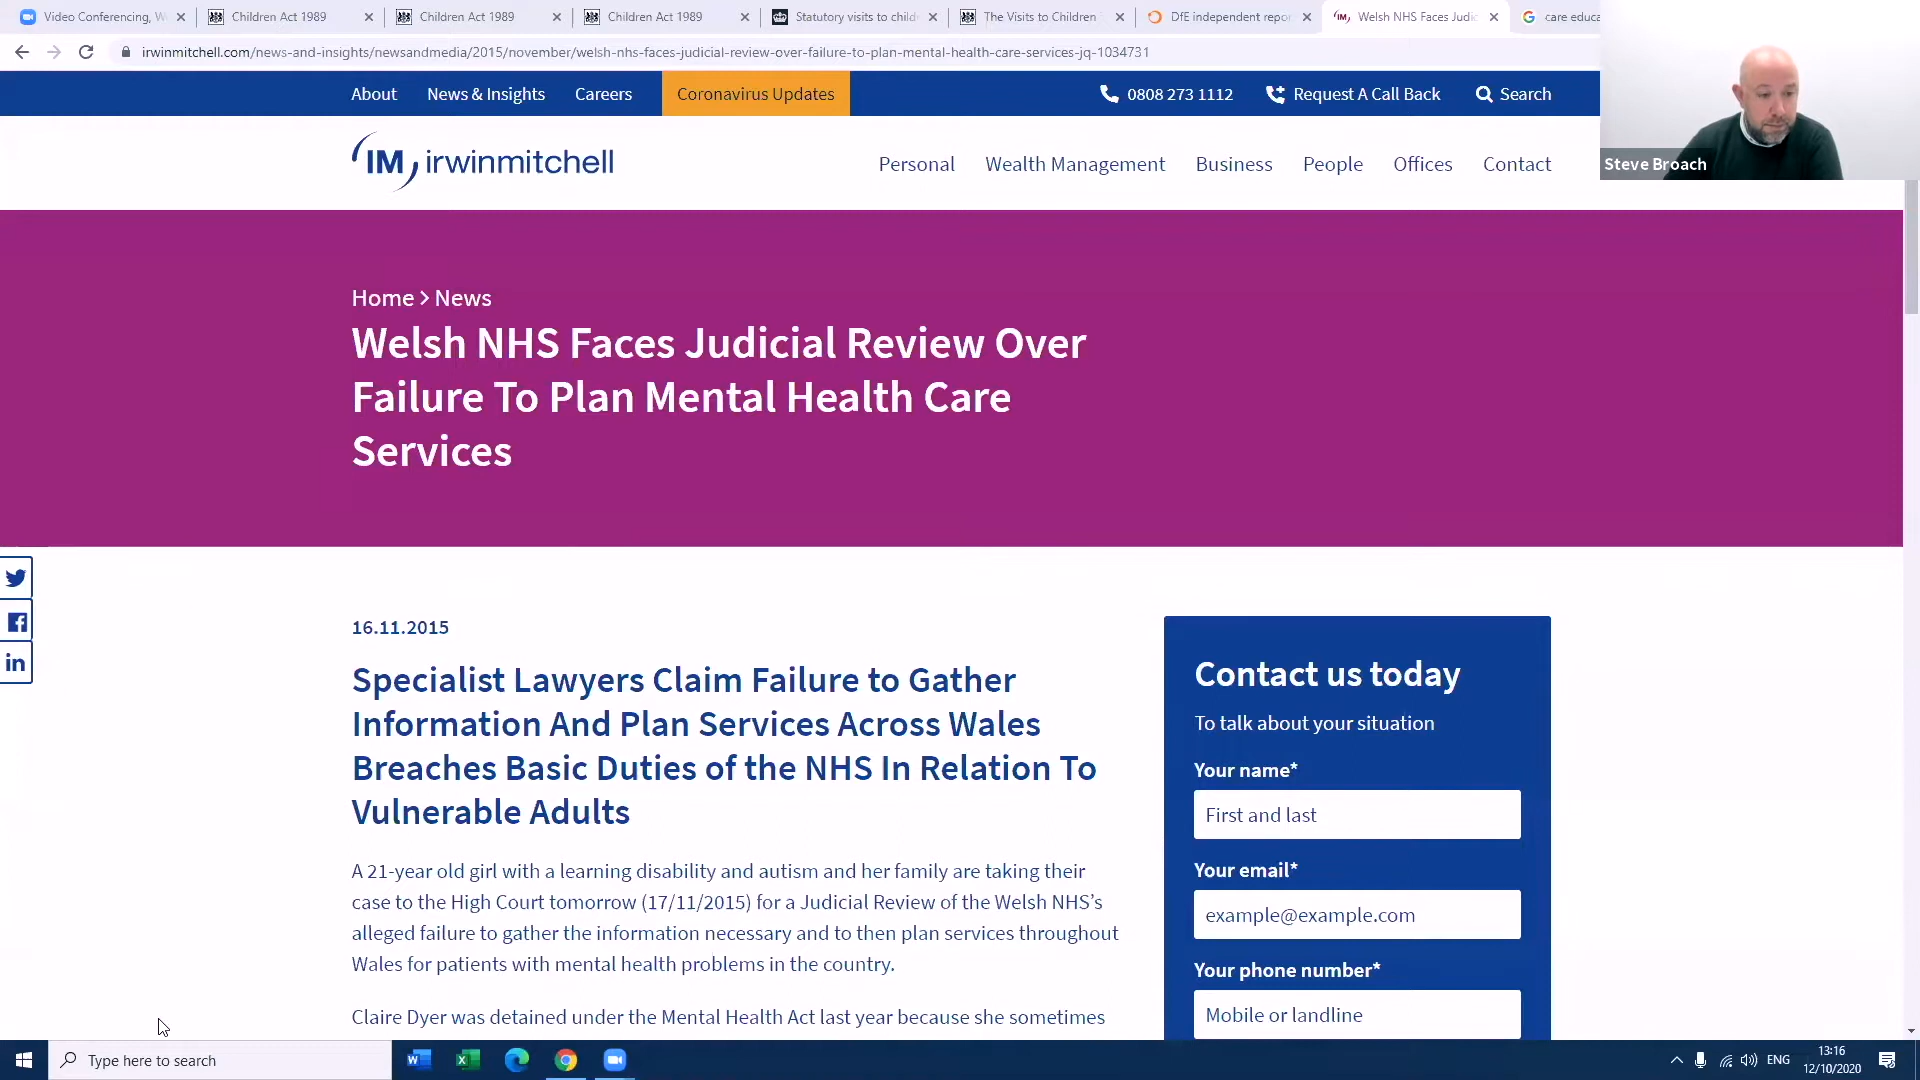 Video Conferencing, W
Children Act 1989
Children Act 1989
Children Act 1989
Statutory visits to child
The Visits to Children
DfE independent repor
Welsh NHS Faces Judic
care educa
irwinmitchell.com/news-and-insights/newsandmedia/2015/november/welsh-nhs-faces-judicial-review-over-failure-to-plan-mental-health-care-services-jq-1034731
About News & Insights Careers Coronavirus Updates 0808 273 1112 Request A Call Back Search
IM irwinmitchell
Personal Wealth Management Business People Offices Contact
Steve Broach
Home > News
Welsh NHS Faces Judicial Review Over
Failure To Plan Mental Health Care
Services
16.11.2015
Specialist Lawyers Claim Failure to Gather
Information And Plan Services Across Wales
Breaches Basic Duties of the NHS In Relation To
Vulnerable Adults
A 21-year old girl with a learning disability and autism and her family are taking their
case to the High Court tomorrow (17/11/2015) for a Judicial Review of the Welsh NHS's
alleged failure to gather the information necessary and to then plan services throughout
Wales for patients with mental health problems in the country.
Claire Dyer was detained under the Mental Health Act last year because she sometimes
Contact us today
To talk about your situation
Your name*
First and last
Your email*
example@example.com
Your phone number*
Mobile or landline
Type here to search
ENG
13:16
12/10/2020